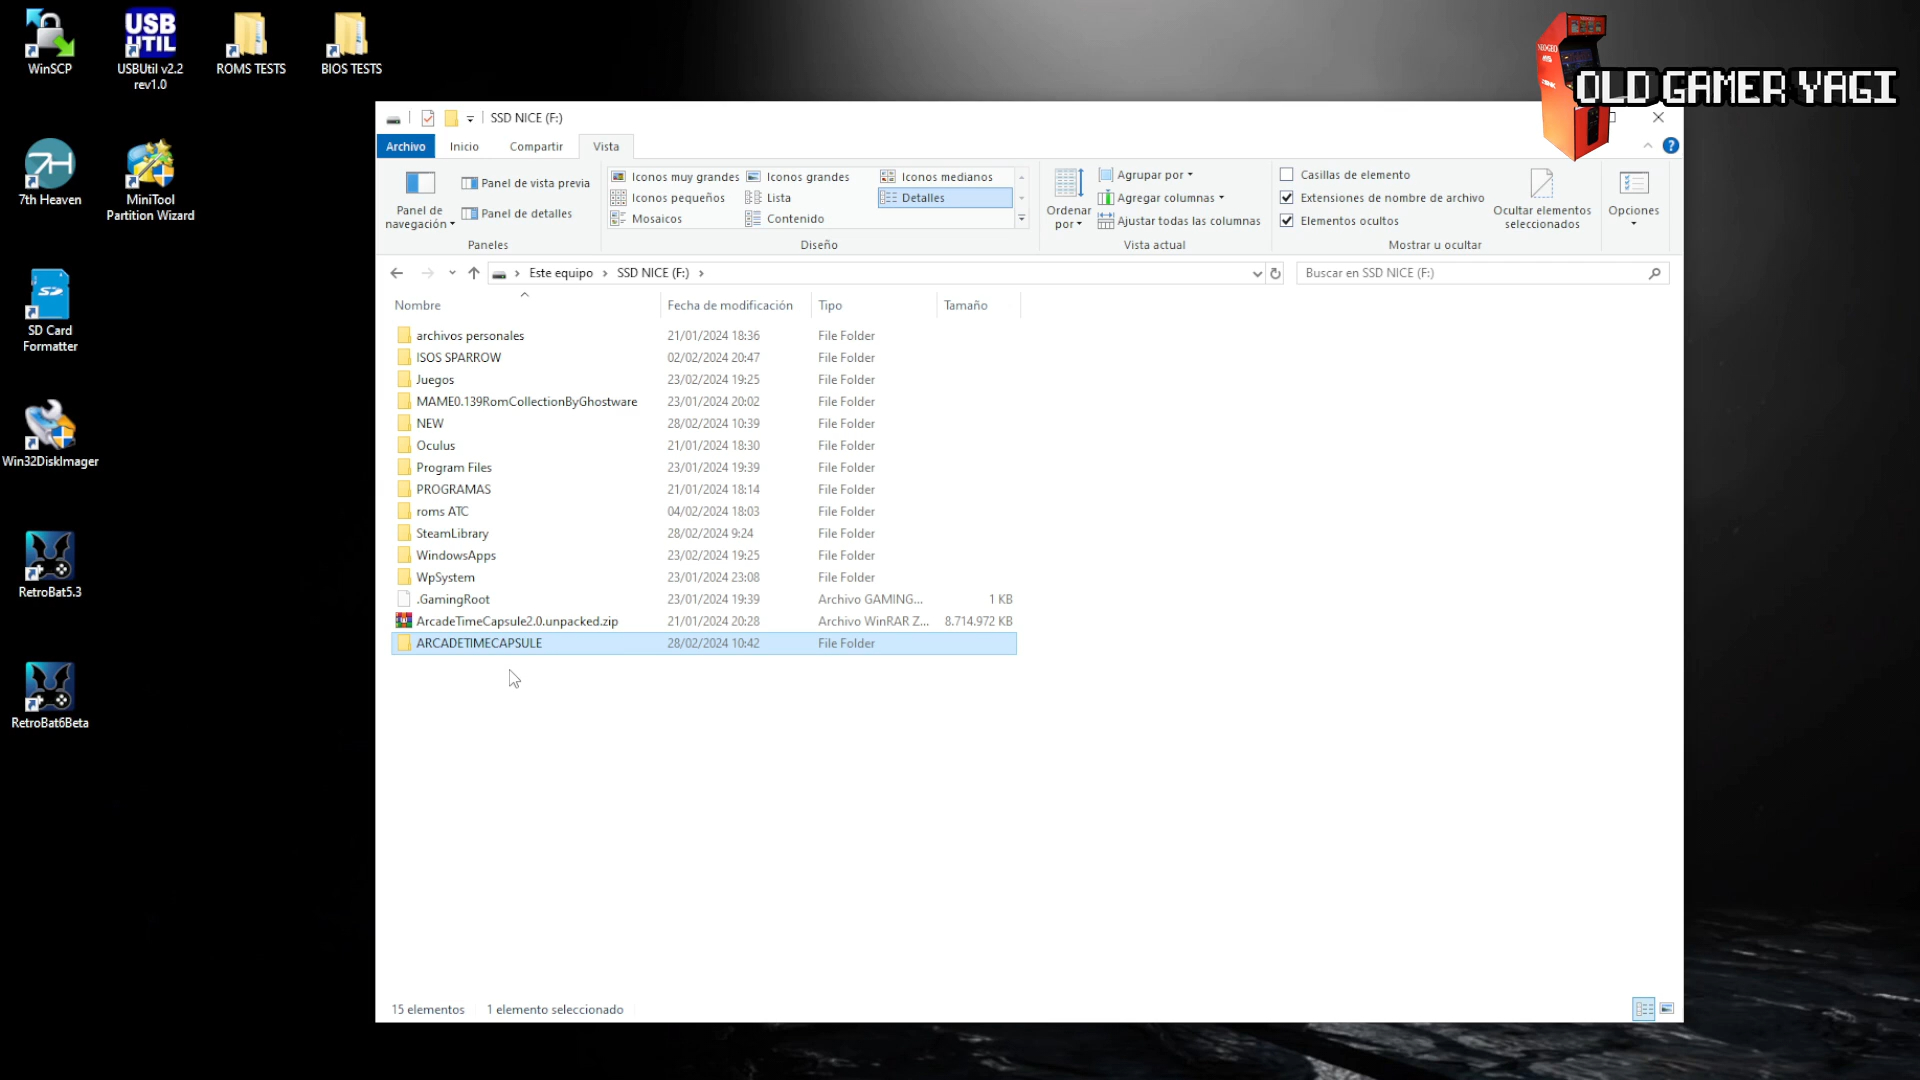 WinSCP
USB
UTIL
USBUtil v2.2
rev1.0
ROMS TESTS
BIOS TESTS
7H
7th Heaven
MiniTool
Partition Wizard
SD
SD Card
Formatter
Win32DiskImager
RetroBat5.3
RetroBat6Beta
OLD GAMER YAGI
SSD NICE (F:)
Archivo
Inicio
Compartir
Vista
Panel de
navegación
Panel de vista previa
Panel de detalles
Paneles
Iconos muy grandes
Iconos grandes
Iconos medianos
Iconos pequeños
Lista
Detalles
Mosaicos
Contenido
Diseño
Ordenar
por
Agrupar por
Agregar columnas
Ajustar todas las columnas
Vista actual
Casillas de elemento
Extensiones de nombre de archivo
Elementos ocultos
Ocultar elementos
seleccionados
Mostrar u ocultar
Opciones
Este equipo > SSD NICE (F:) >
Buscar en SSD NICE (F:)
Nombre Fecha de modificación Tipo Tamaño
archivos personales 21/01/2024 18:36 File Folder
ISOS SPARROW 02/02/2024 20:47 File Folder
Juegos 23/02/2024 19:25 File Folder
MAME0.139RomCollectionByGhostware 23/01/2024 20:02 File Folder
NEW 28/02/2024 10:39 File Folder
Oculus 21/01/2024 18:30 File Folder
Program Files 23/01/2024 19:39 File Folder
PROGRAMAS 21/01/2024 18:14 File Folder
roms ATC 04/02/2024 18:03 File Folder
SteamLibrary 28/02/2024 9:24 File Folder
WindowsApps 23/02/2024 19:25 File Folder
WpSystem 23/01/2024 23:08 File Folder
.GamingRoot 23/01/2024 19:39 Archivo GAMING... 1 KB
ArcadeTimeCapsule2.0.unpacked.zip 21/01/2024 20:28 Archivo WinRAR Z... 8.714.972 KB
ARCADETIMECAPSULE 28/02/2024 10:42 File Folder
15 elementos 1 elemento seleccionado